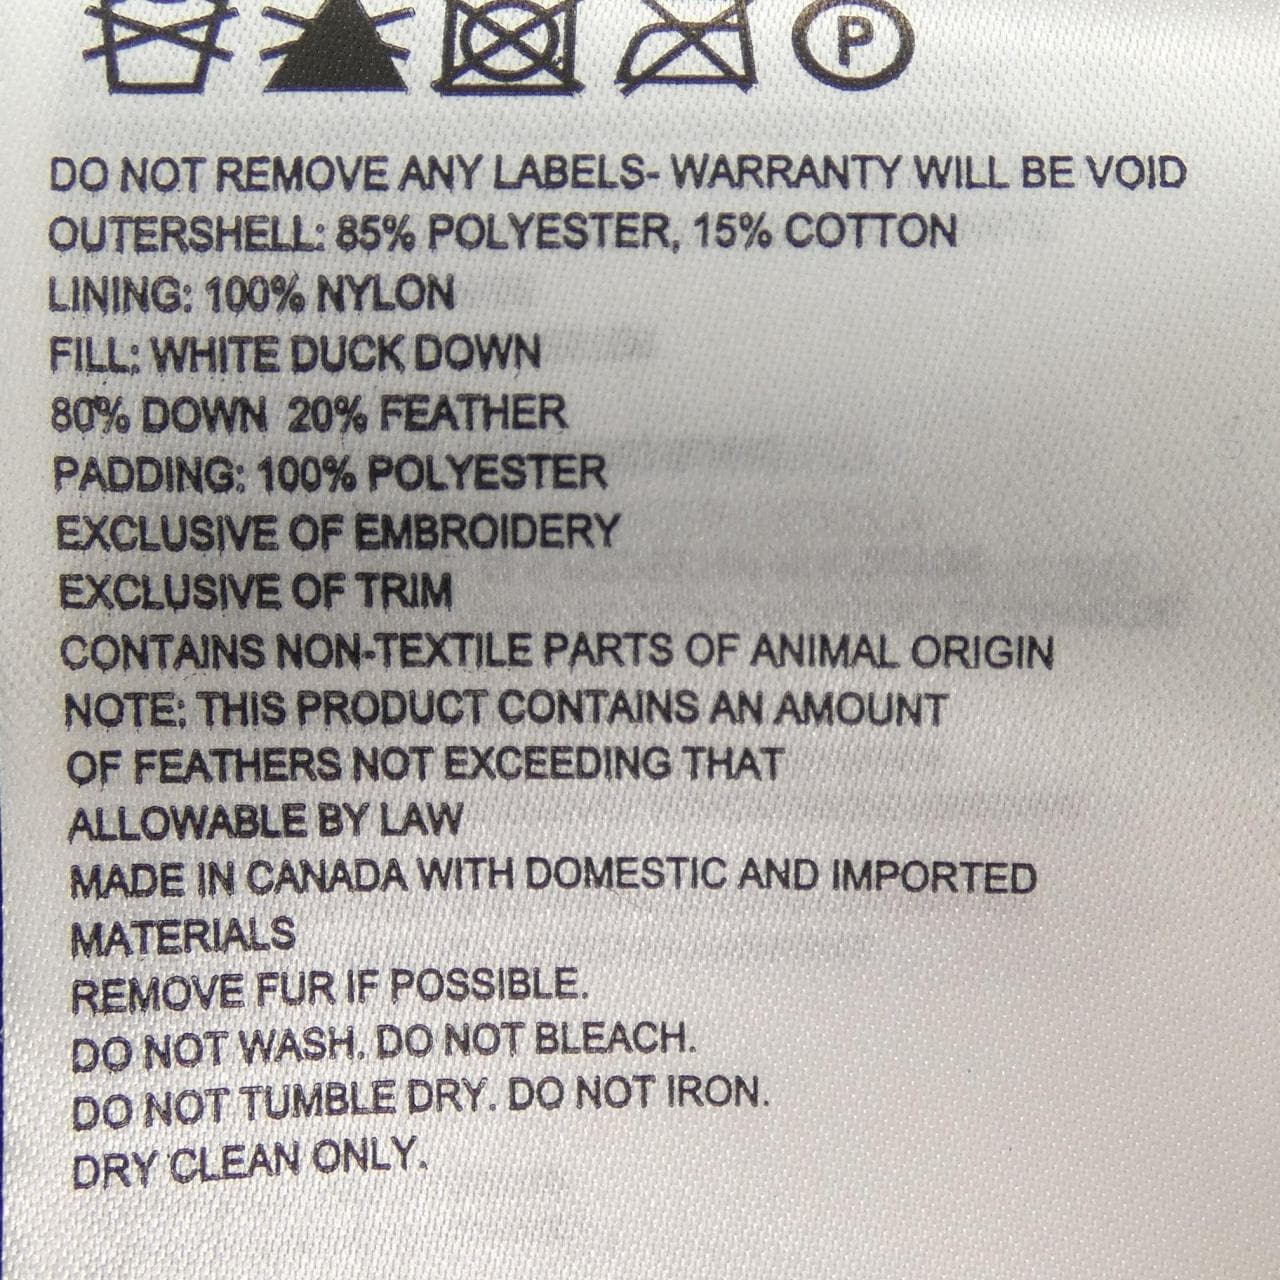 P
DO NOT REMOVE ANY LABELS- WARRANTY WILL BE VOID
OUTERSHELL: 85% POLYESTER, 15% COTTON
LINING: 100% NYLON
FILL: WHITE DUCK DOWN
80% DOWN 20% FEATHER
PADDING: 100% POLYESTER
EXCLUSIVE OF EMBROIDERY
EXCLUSIVE OF TRIM
CONTAINS NON-TEXTILE PARTS OF ANIMAL ORIGIN
NOTE: THIS PRODUCT CONTAINS AN AMOUNT
OF FEATHERS NOT EXCEEDING THAT
ALLOWABLE BY LAW
MADE IN CANADA WITH DOMESTIC AND IMPORTED
MATERIALS
REMOVE FUR IF POSSIBLE.
DO NOT WASH. DO NOT BLEACH.
DO NOT TUMBLE DRY. DO NOT IRON.
DRY CLEAN ONLY.